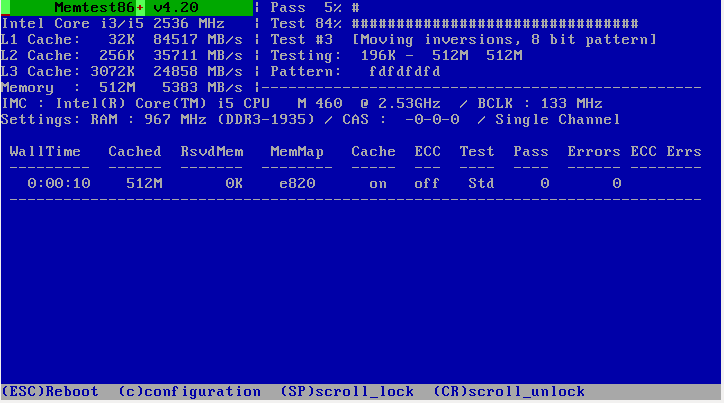 Memtest86+ v4.20 | Pass 5% #
Intel Core i3/i5 2536 MHz | Test 84% ################################
L1 Cache: 32K 84517 MB/s | Test #3 [Moving inversions, 8 bit pattern]
L2 Cache: 256K 35711 MB/s | Testing: 196K - 512M 512M
L3 Cache: 3072K 24858 MB/s | Pattern: fdfdfdfd
Memory : 512M 5383 MB/s |-------------------------------------------------
IMC : Intel(R) Core(TM) i5 CPU M 460 @ 2.53GHz / BCLK : 133 MHz
Settings: RAM : 967 MHz (DDR3-1935) / CAS : -0-0-0 / Single Channel
WallTime Cached RsvdMem MemMap Cache ECC Test Pass Errors ECC Errs
--------- ------ ------- -------- ----- --- ---- ---- ------ --------
0:00:10 512M 0K e820 on off Std 0 0
-----------------------------------------------------------------------------
(ESC)Reboot (c)configuration (SP)scroll_lock (CR)scroll_unlock